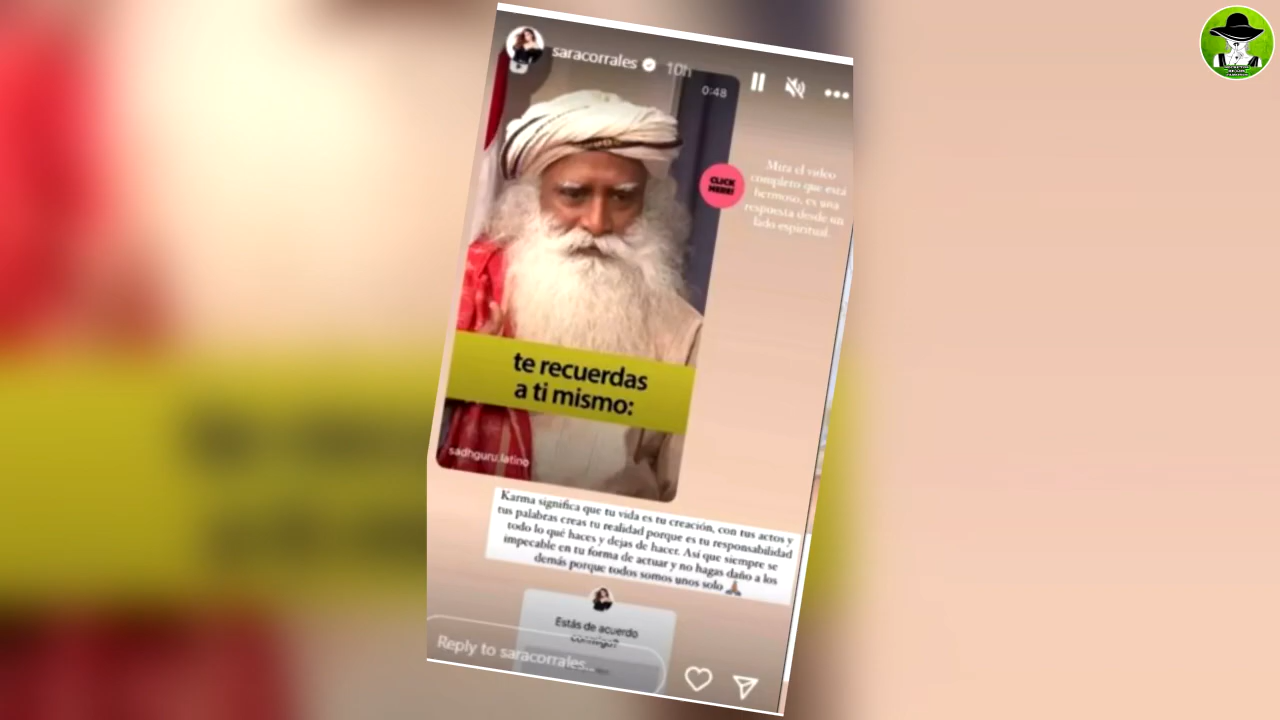 saracorrales 10h
0:48
CLICK
HERE!
Mira el video
completo que está
hermoso, es una
respuesta desde un
lado espiritual
te recuerdas
a ti mismo:
sadhguru.latino
Karma significa que tu vida es tu creación, con tus actos y
tus palabras creas tu realidad porque es tu responsabilidad
todo lo qué haces y dejas de hacer. Así que siempre se
impecable en tu forma de actuar y no hagas daño a los
demás porque todos somos unos solo 🙏🏽
Estás de acuerdo
conmigo?
Reply to saracorrales...